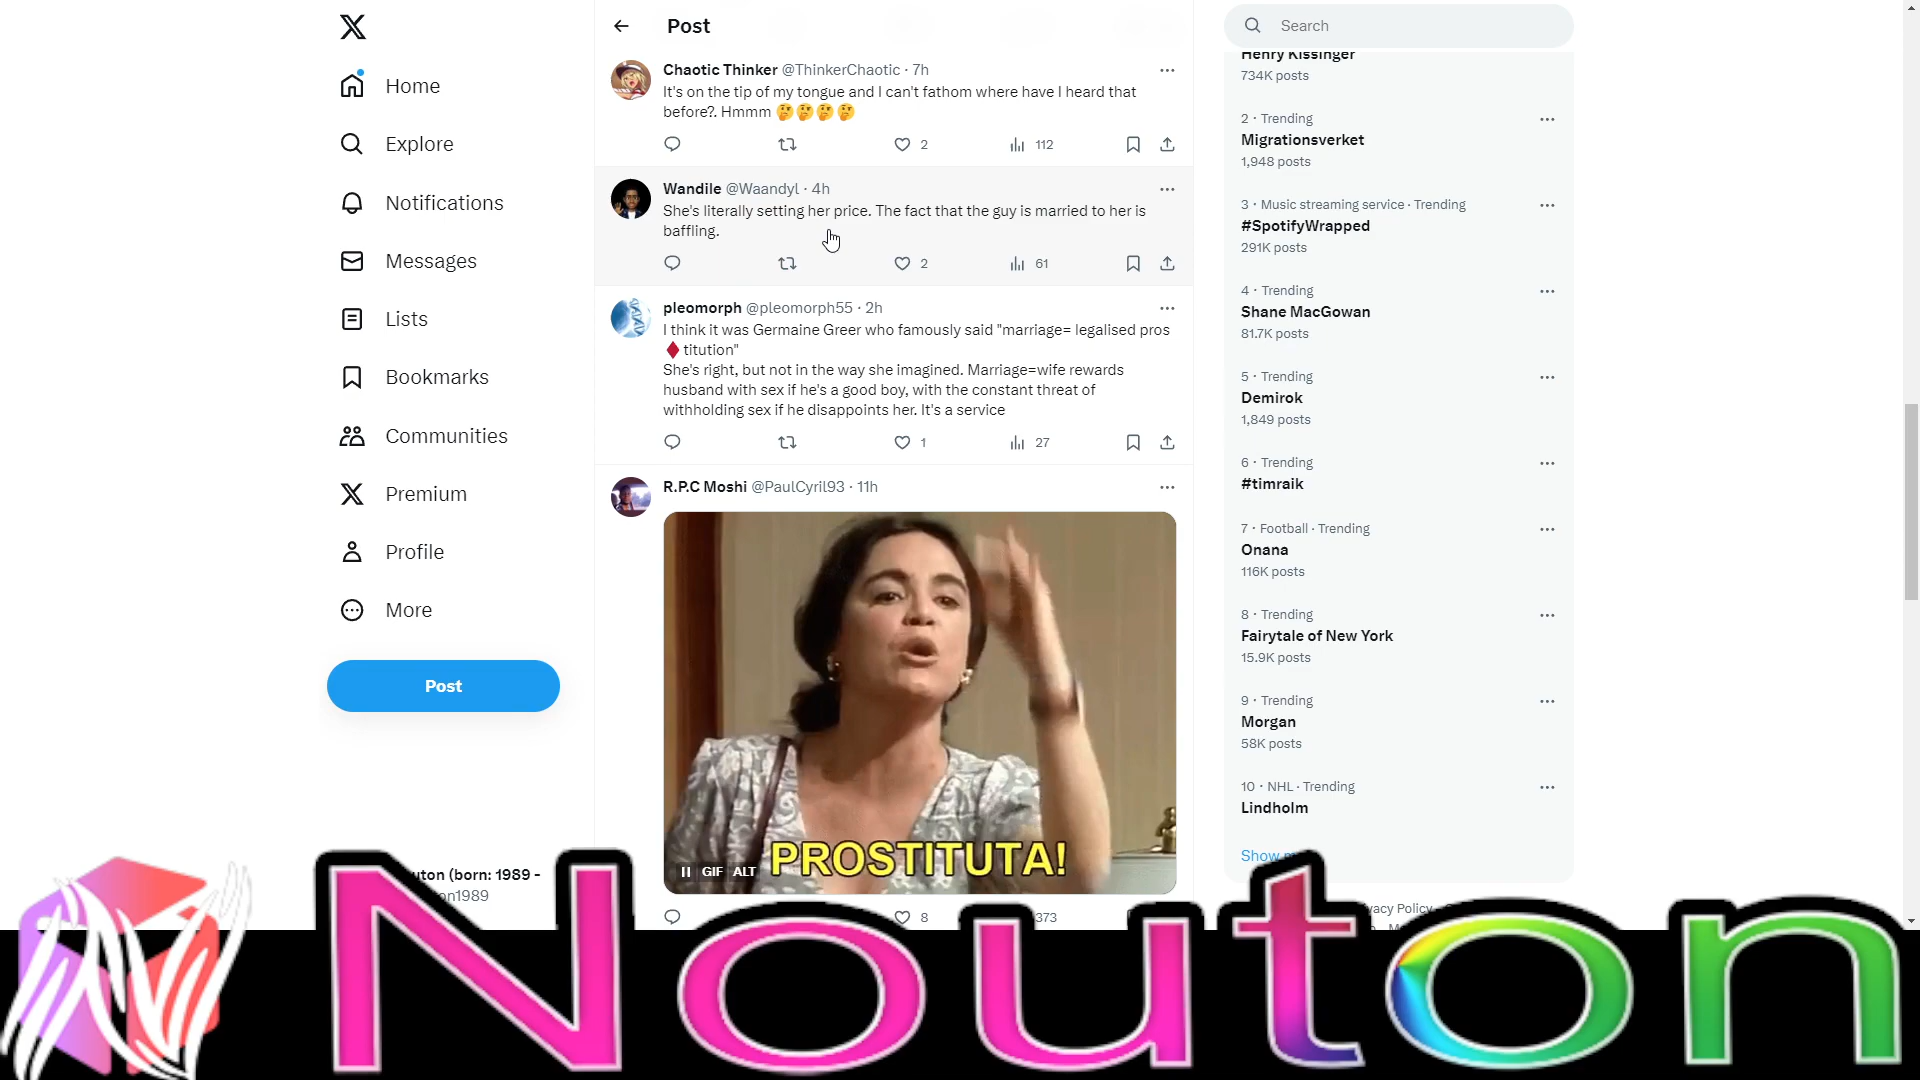 Home
Explore
Notifications
Messages
Lists
Bookmarks
Communities
Premium
Profile
More
Post
uton (born: 1989 -
on1989
Post
Chaotic Thinker @ThinkerChaotic · 7h
It's on the tip of my tongue and I can't fathom where have I heard that
before?. Hmmm 🤔🤔🤔🤔
2
112
Wandile @Waandyl · 4h
She's literally setting her price. The fact that the guy is married to her is
baffling.
2
61
pleomorph @pleomorph55 · 2h
I think it was Germaine Greer who famously said "marriage= legalised pros
♦️titution"
She's right, but not in the way she imagined. Marriage=wife rewards
husband with sex if he's a good boy, with the constant threat of
withholding sex if he disappoints her. It's a service
1
27
R.P.C Moshi @PaulCyril93 · 11h
PROSTITUTA!
GIF ALT
8
373
Search
Henry Kissinger
734K posts
2 · Trending
Migrationsverket
1,948 posts
3 · Music streaming service · Trending
#SpotifyWrapped
291K posts
4 · Trending
Shane MacGowan
81.7K posts
5 · Trending
Demirok
1,849 posts
6 · Trending
#timraik
7 · Football · Trending
Onana
116K posts
8 · Trending
Fairytale of New York
15.9K posts
9 · Trending
Morgan
58K posts
10 · NHL · Trending
Lindholm
Show
vacy Policy
Nouton